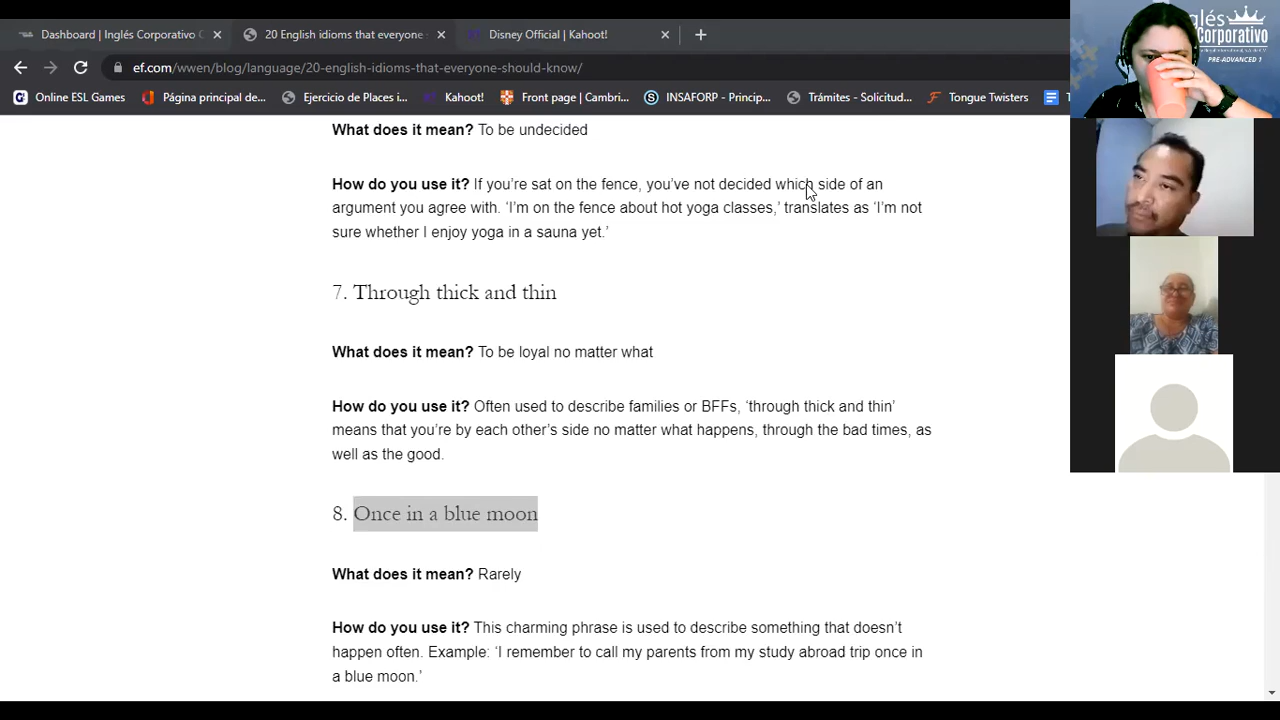 Dashboard | Inglés Corporativo
20 English idioms that everyone
Disney Official | Kahoot!
ef.com/wwen/blog/language/20-english-idioms-that-everyone-should-know/
Online ESL Games
Página principal de...
Ejercicio de Places i...
Kahoot!
Front page | Cambri...
INSAFORP - Princip...
Trámites - Solicitud...
Tongue Twisters
glés
Corporativo
PRE-ADVANCED 1
What does it mean? To be undecided
How do you use it? If you’re sat on the fence, you’ve not decided which side of an
argument you agree with. ‘I’m on the fence about hot yoga classes,’ translates as ‘I’m not
sure whether I enjoy yoga in a sauna yet.’
7. Through thick and thin
What does it mean? To be loyal no matter what
How do you use it? Often used to describe families or BFFs, ‘through thick and thin’
means that you’re by each other’s side no matter what happens, through the bad times, as
well as the good.
8. Once in a blue moon
What does it mean? Rarely
How do you use it? This charming phrase is used to describe something that doesn’t
happen often. Example: ‘I remember to call my parents from my study abroad trip once in
a blue moon.’